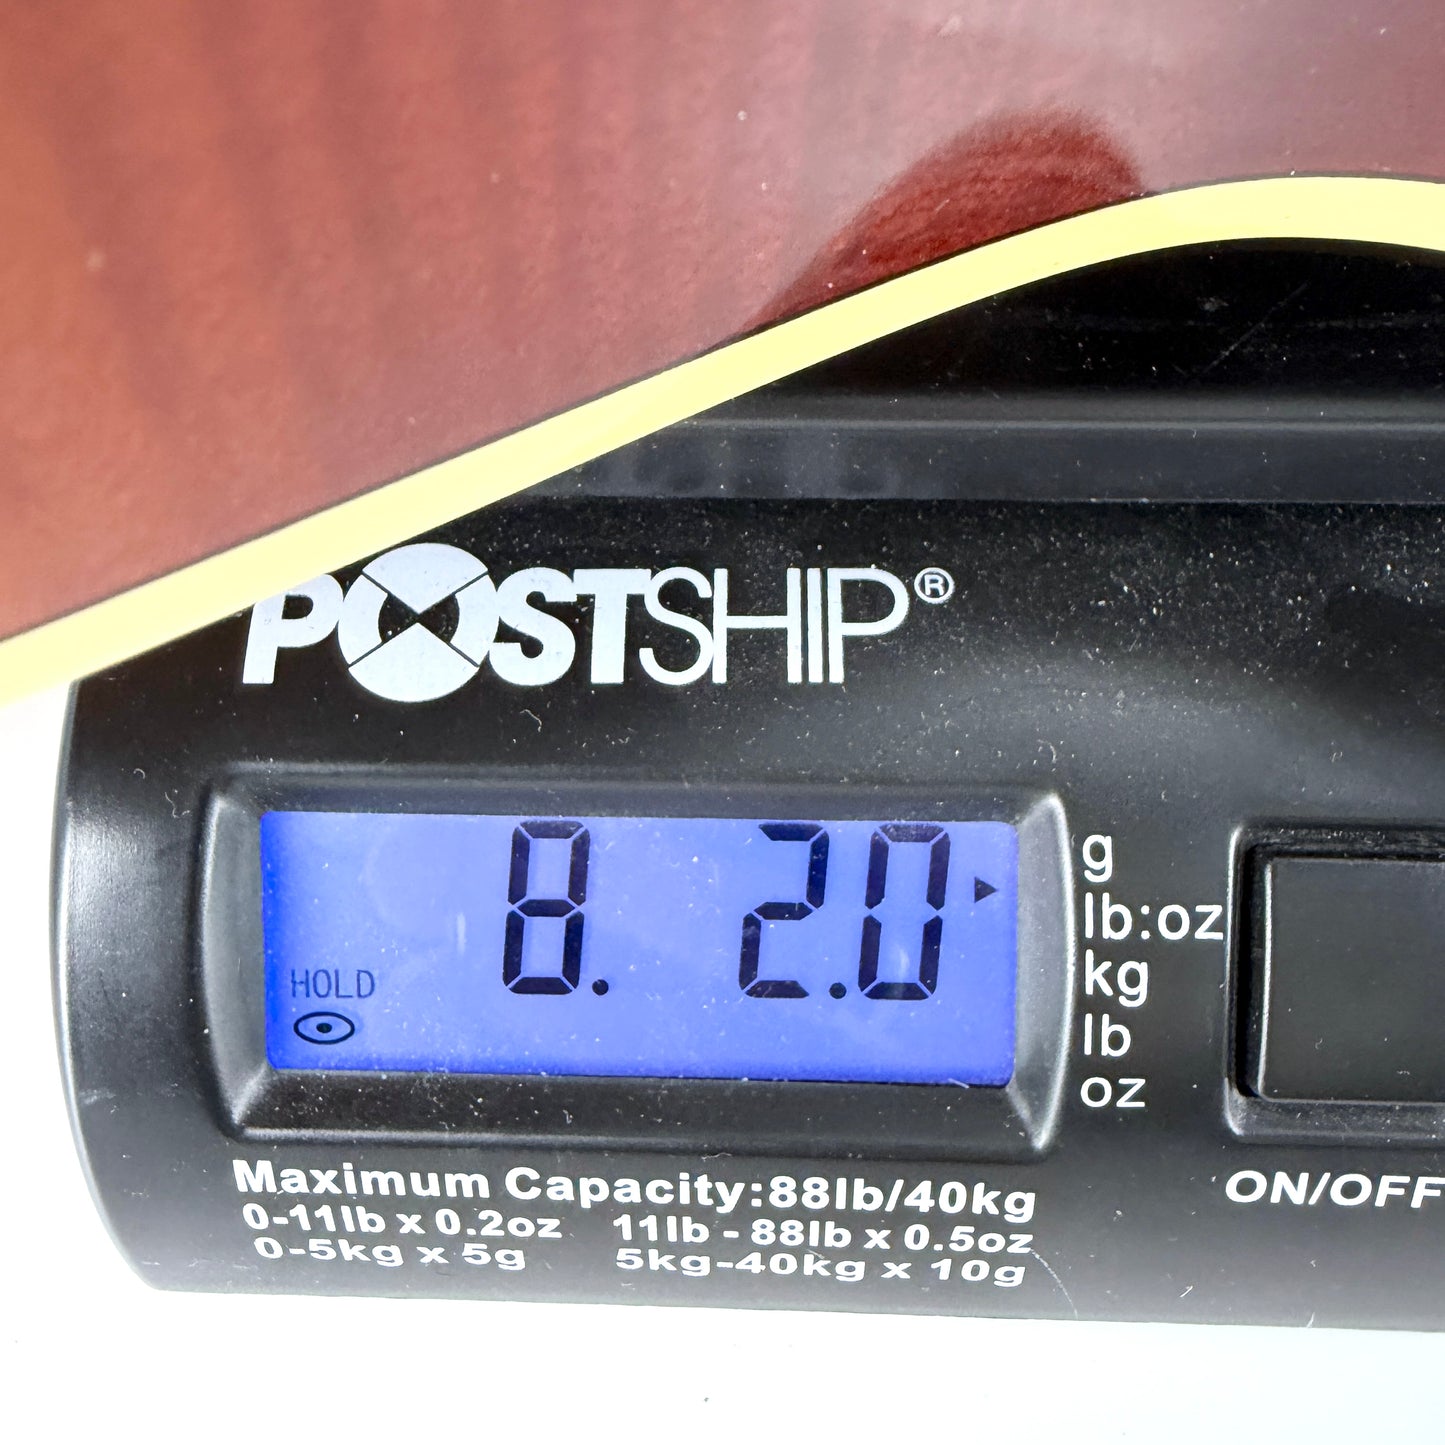 POSTSHIP®
8. 2.0
HOLD
g
lb:oz
kg
lb
oz
Maximum Capacity:88lb/40kg
0-11lb x 0.2oz 11lb - 88lb x 0.5oz
0-5kg x 5g 5kg-40kg x 10g
ON/OFF